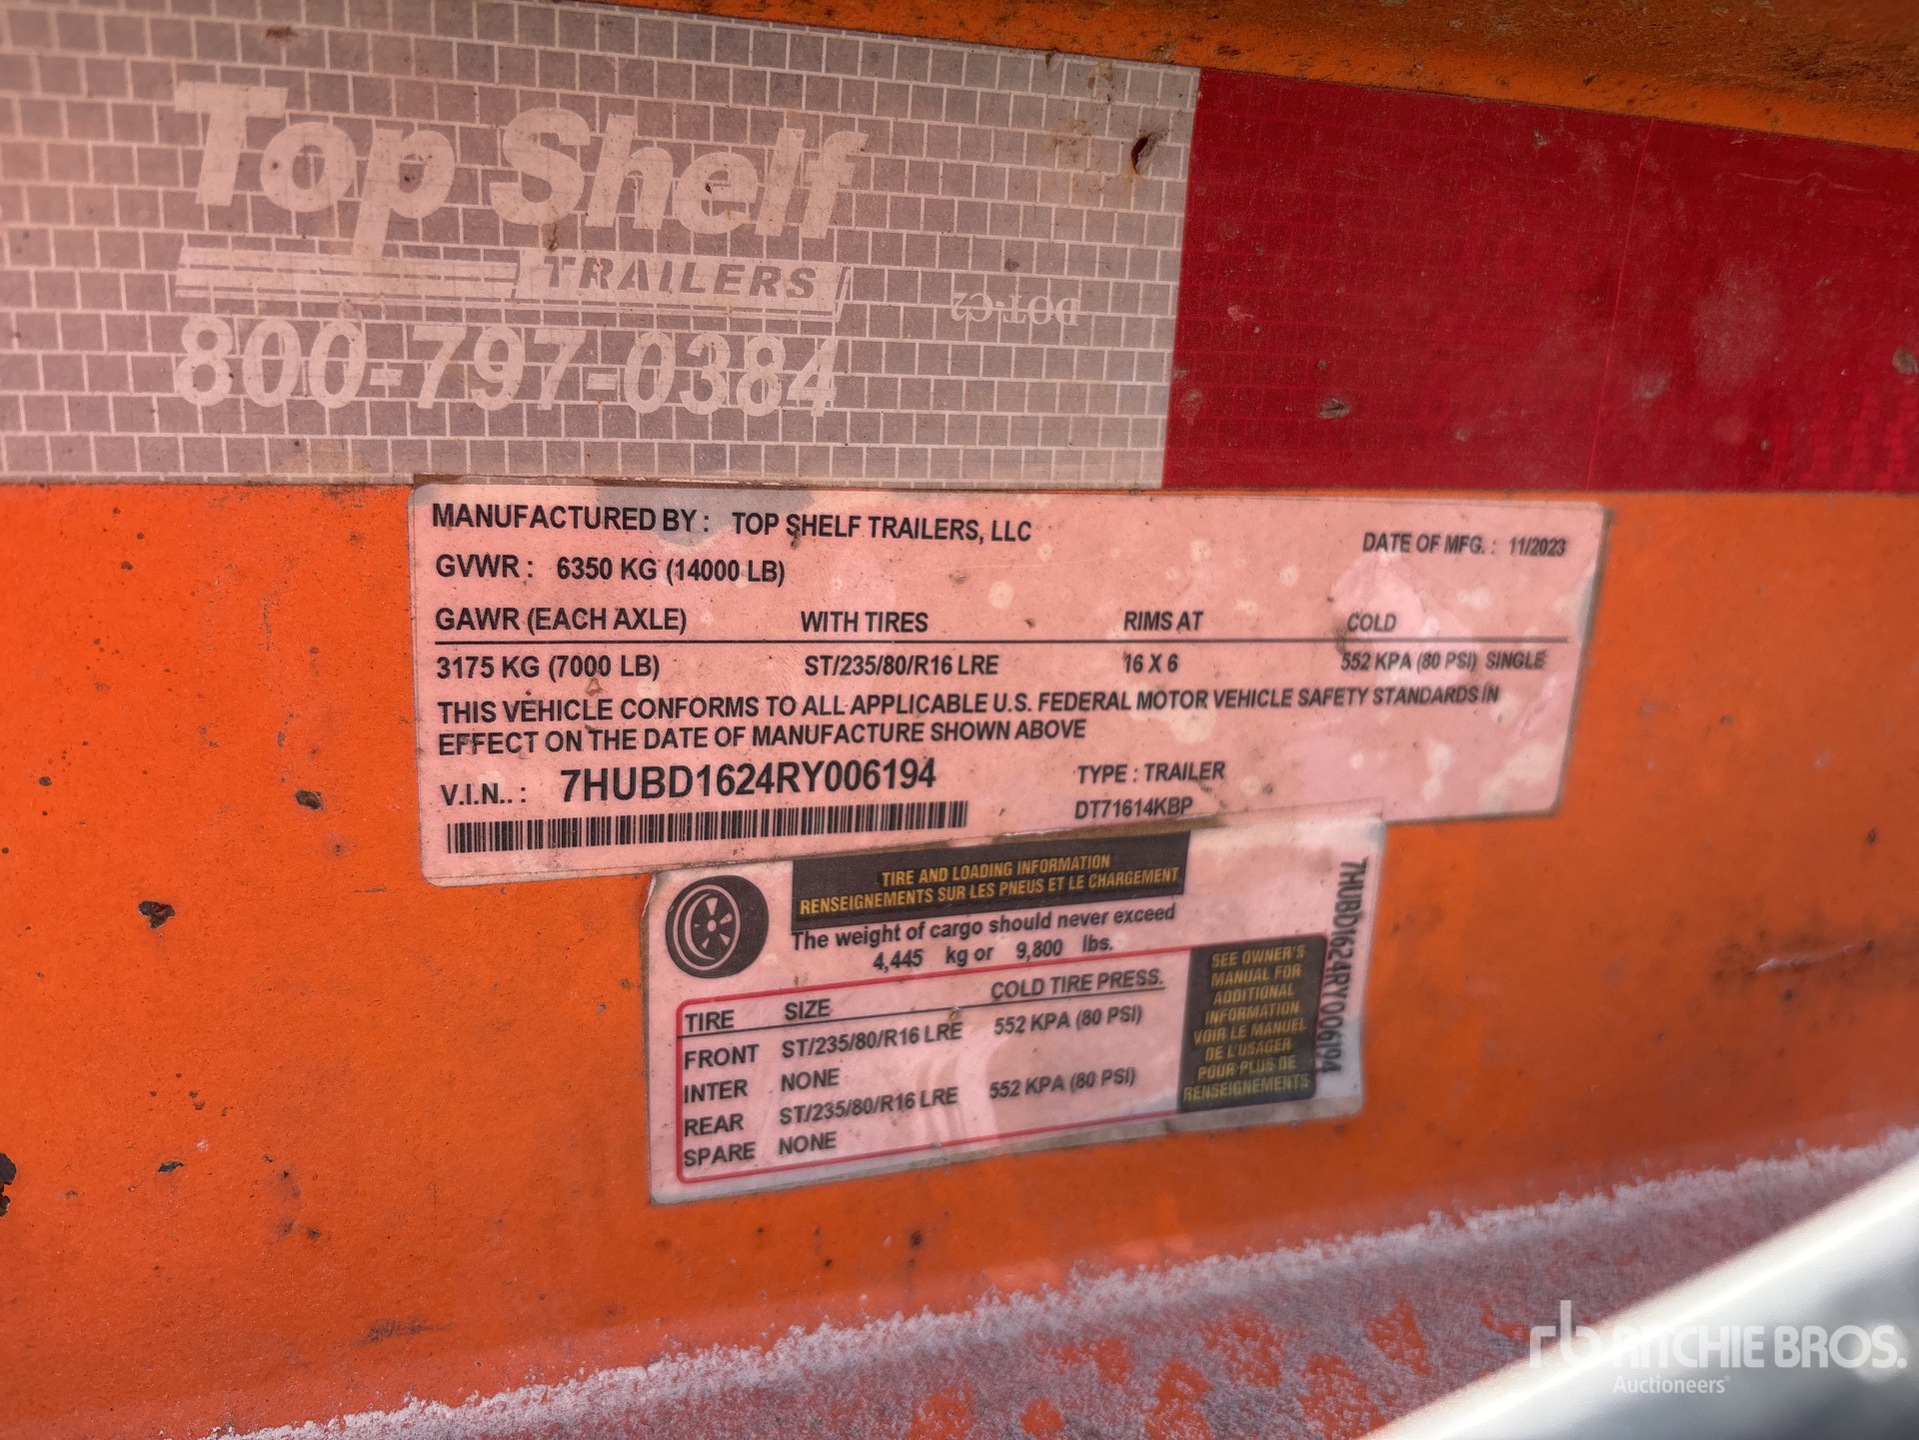 Top Shelf
TRAILERS
800-797-0384
DOT-C2
MANUFACTURED BY : TOP SHELF TRAILERS, LLC
DATE OF MFG. : 11/2023
GVWR : 6350 KG (14000 LB)
GAWR (EACH AXLE) WITH TIRES RIMS AT COLD
3175 KG (7000 LB) ST/235/80/R16 LRE 16 X 6 552 KPA (80 PSI) SINGLE
THIS VEHICLE CONFORMS TO ALL APPLICABLE U.S. FEDERAL MOTOR VEHICLE SAFETY STANDARDS IN
EFFECT ON THE DATE OF MANUFACTURE SHOWN ABOVE
V.I.N.. : 7HUBD1624RY006194 TYPE : TRAILER
DT71614KBP
TIRE AND LOADING INFORMATION
RENSEIGNEMENTS SUR LES PNEUS ET LE CHARGEMENT
The weight of cargo should never exceed
4,445 kg or 9,800 lbs.
TIRE SIZE COLD TIRE PRESS.
FRONT ST/235/80/R16 LRE 552 KPA (80 PSI)
INTER NONE
REAR ST/235/80/R16 LRE 552 KPA (80 PSI)
SPARE NONE
SEE OWNER'S
MANUAL FOR
ADDITIONAL
INFORMATION
VOIR LE MANUEL
DE L'USAGER
POUR PLUS DE
RENSEIGNEMENTS
7HUBD1624RY006194
rb RITCHIE BROS.
Auctioneers